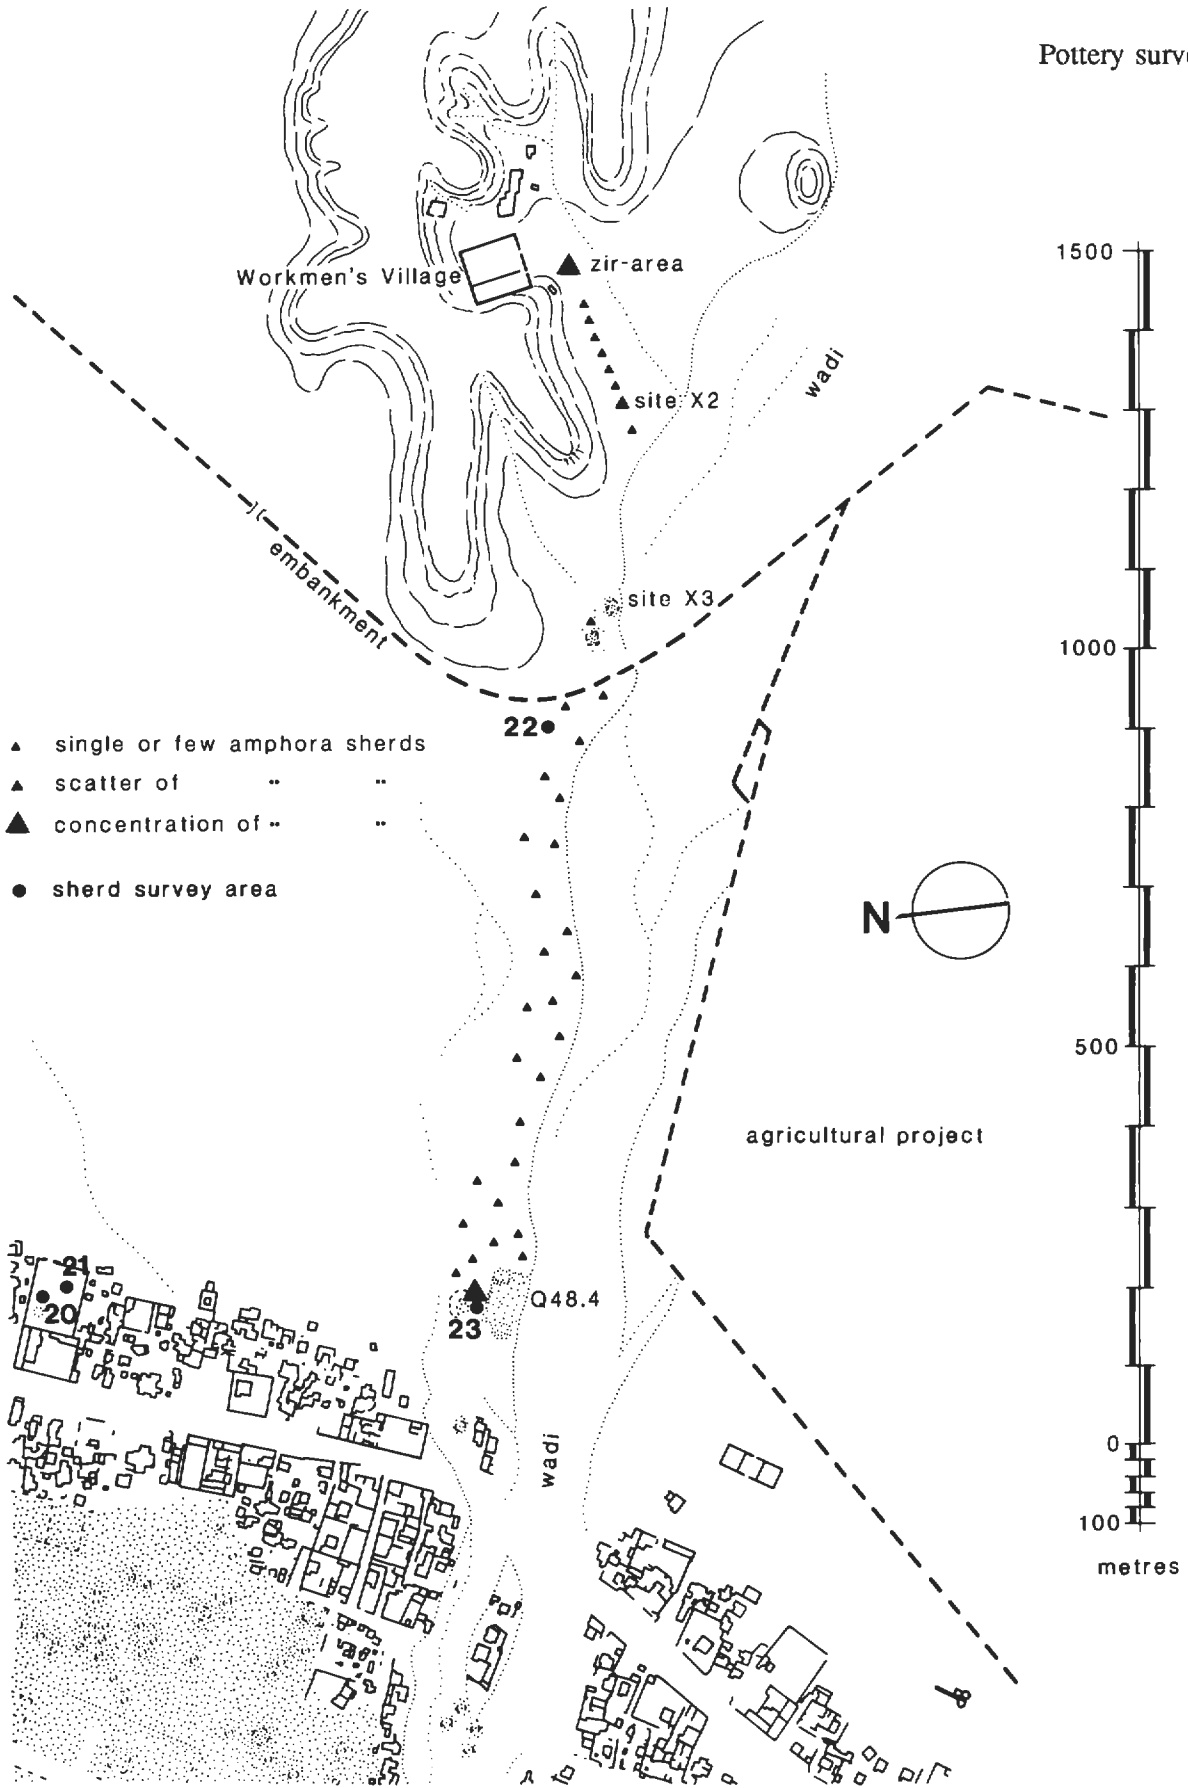 Pottery surve
1500
zir-area
Workmen's Village
wadi
site X2
embankment
site X3
1000
22
single or few amphora sherds
scatter of " "
concentration of " "
sherd survey area
N
500
agricultural project
21
20
Q48.4
23
wadi
0
100
metres